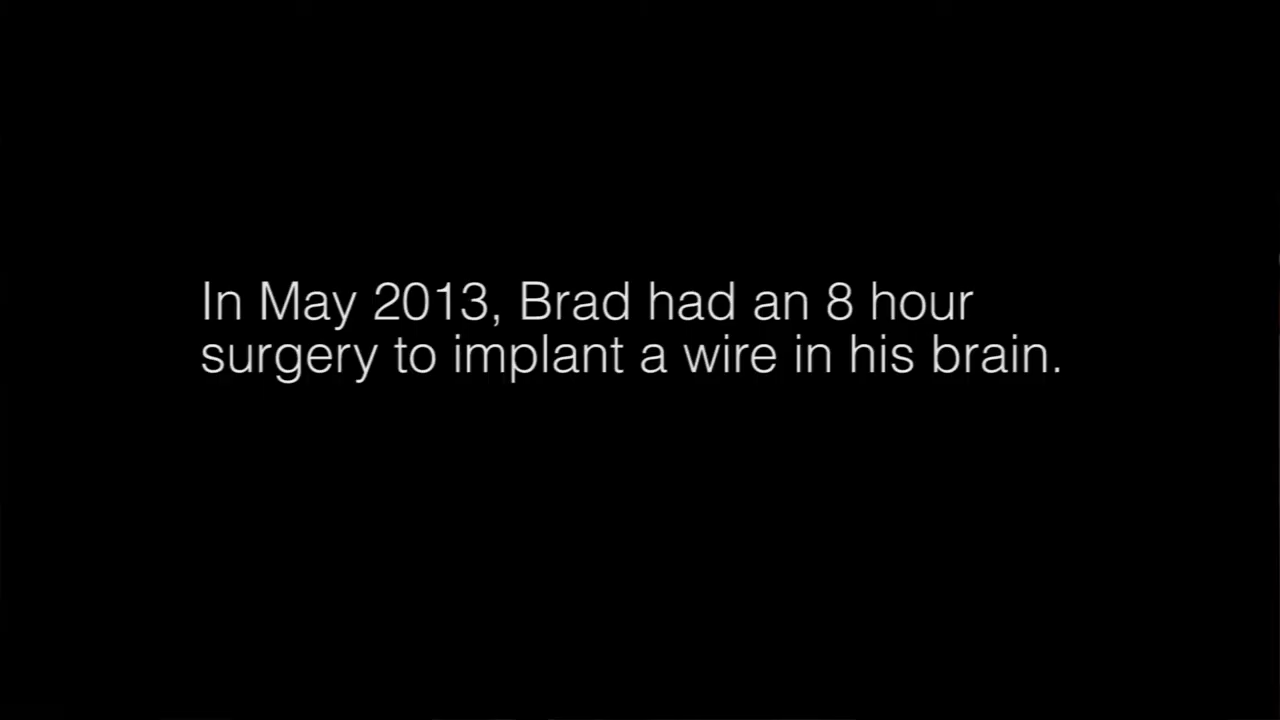 In May 2013, Brad had an 8 hour
surgery to implant a wire in his brain.